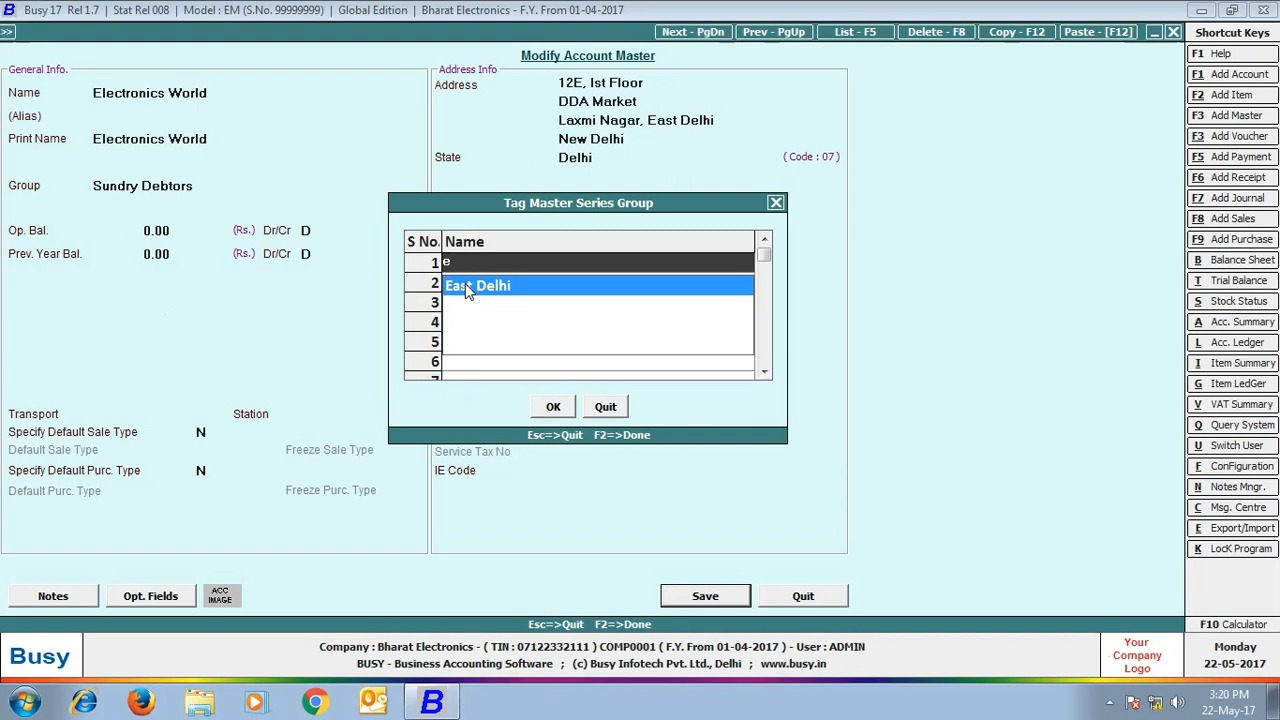 Busy 17 Rel 1.7 | Stat Rel 008 | Model : EM (S.No. 99999999) | Global Edition | Bharat Electronics - F.Y. From 01-04-2017
>> Next - PgDn Prev - PgUp List - F5 Delete - F8 Copy - F12 Paste - [F12] Shortcut Keys
F1 Help
F1 Add Account
F2 Add Item
F3 Add Master
F3 Add Voucher
F5 Add Payment
F6 Add Receipt
F7 Add Journal
F8 Add Sales
F9 Add Purchase
B Balance Sheet
T Trial Balance
S Stock Status
A Acc. Summary
L Acc. Ledger
I Item Summary
G Item LedGer
V VAT Summary
Q Query System
U Switch User
F ConFiguration
N Notes Mngr.
C Msg. Centre
E Export/Import
K LocK Program
F10 Calculator
Modify Account Master
General Info.
Name Electronics World
(Alias)
Print Name Electronics World
Group Sundry Debtors
Op. Bal. 0.00 (Rs.) Dr/Cr D
Prev. Year Bal. 0.00 (Rs.) Dr/Cr D
Transport Station
Specify Default Sale Type N
Default Sale Type Freeze Sale Type
Specify Default Purc. Type N
Default Purc. Type Freeze Purc. Type
Address Info
Address 12E, Ist Floor
DDA Market
Laxmi Nagar, East Delhi
New Delhi
State Delhi ( Code : 07 )
Service Tax No
IE Code
Tag Master Series Group
S No. Name
1 e
2 East Delhi
3
4
5
6
7
OK Quit
Esc=>Quit F2=>Done
Notes Opt. Fields ACC IMAGE Save Quit
Esc=>Quit F2=>Done
Busy
Company : Bharat Electronics - ( TIN : 07122332111 ) COMP0001 ( F.Y. From 01-04-2017 ) - User : ADMIN
BUSY - Business Accounting Software ; (c) Busy Infotech Pvt. Ltd., Delhi ; www.busy.in
Your
Company
Logo
Monday
22-05-2017
B
3:20 PM
22-May-17